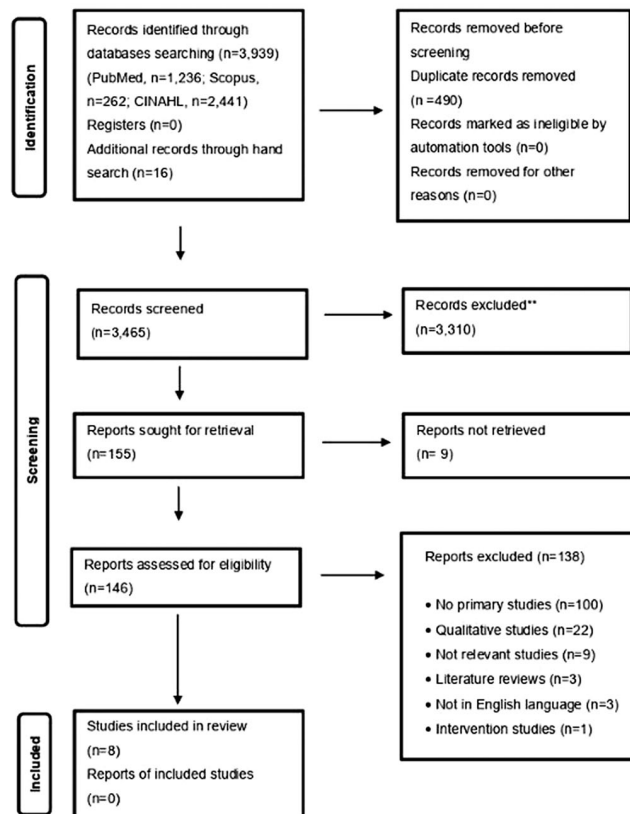 Identification
Records identified through
databases searching (n=3,939)
(PubMed, n=1,236; Scopus,
n=262; CINAHL, n=2,441)
Registers (n=0)
Additional records through hand
search (n=16)
Records removed before
screening
Duplicate records removed
(n =490)
Records marked as ineligible by
automation tools (n=0)
Records removed for other
reasons (n=0)
Screening
Records screened
(n=3,465)
Records excluded**
(n=3,310)
Reports sought for retrieval
(n=155)
Reports not retrieved
(n= 9)
Reports assessed for eligibility
(n=146)
Reports excluded (n=138)
• No primary studies (n=100)
• Qualitative studies (n=22)
• Not relevant studies (n=9)
• Literature reviews (n=3)
• Not in English language (n=3)
• Intervention studies (n=1)
Included
Studies included in review
(n=8)
Reports of included studies
(n=0)